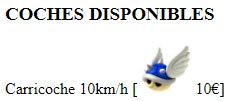 COCHES DISPONIBLES
Carricoche 10km/h [ 10€]